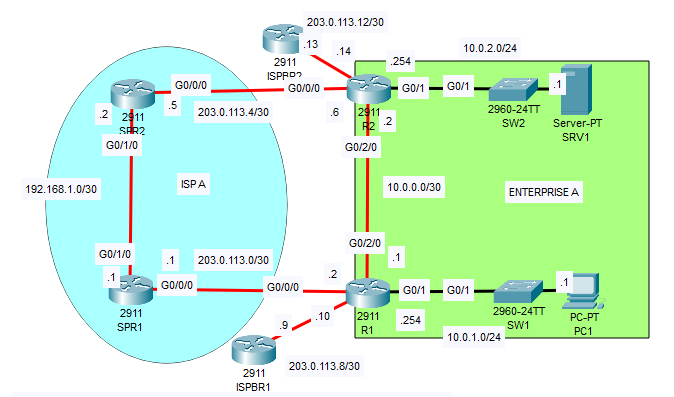 203.0.113.12/30
.13
2911
ISPBR2
.14
.254
10.0.2.0/24
G0/0/0
G0/0/0
G0/1
G0/1
.1
2911
SPR2
.2
.5
203.0.113.4/30
.6
2911
R2
.2
2960-24TT
SW2
Server-PT
SRV1
G0/1/0
G0/2/0
192.168.1.0/30
ISP A
10.0.0.0/30
ENTERPRISE A
G0/1/0
G0/2/0
.1
.1
203.0.113.0/30
.2
.1
G0/0/0
G0/0/0
G0/1
G0/1
.1
2911
SPR1
2911
R1
.254
2960-24TT
SW1
PC-PT
PC1
.9
.10
10.0.1.0/24
2911
ISPBR1
203.0.113.8/30